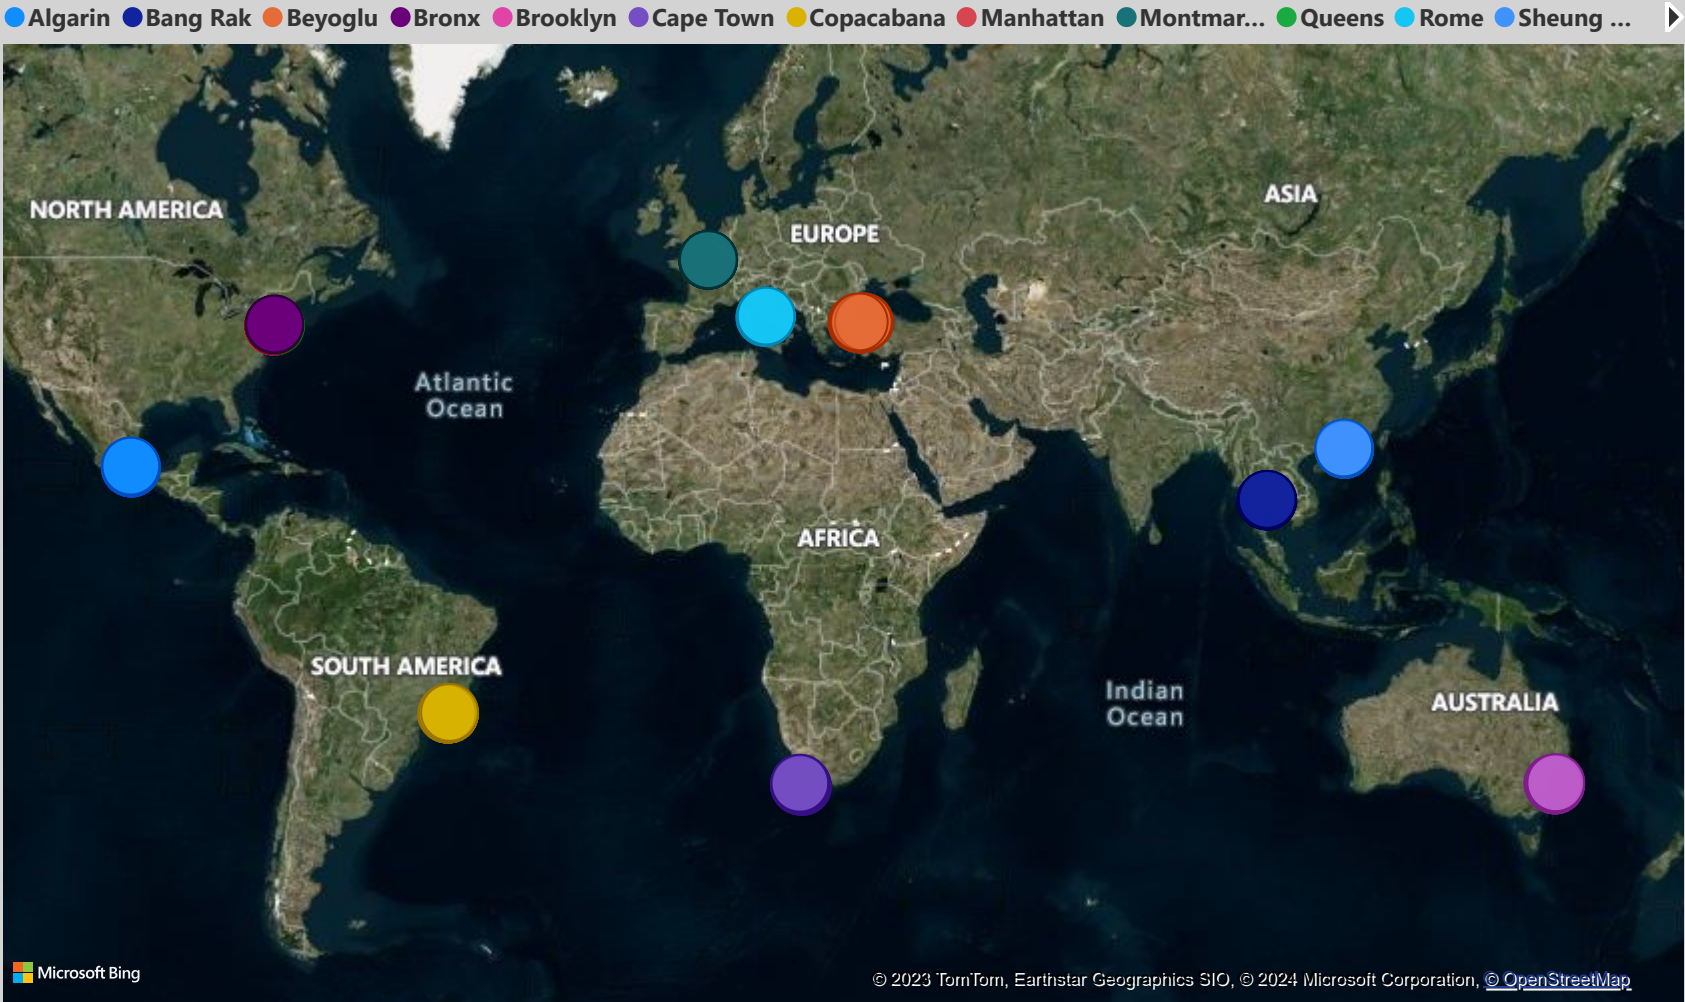 Algarin Bang Rak Beyoglu Bronx Brooklyn Cape Town Copacabana Manhattan Montmar... Queens Rome Sheung ...
ASIA
NORTH AMERICA
EUROPE
Atlantic
Ocean
AFRICA
SOUTH AMERICA
Indian
Ocean
AUSTRALIA
Microsoft Bing
© 2023 TomTom, Earthstar Geographics SIO, © 2024 Microsoft Corporation, © OpenStreetMap